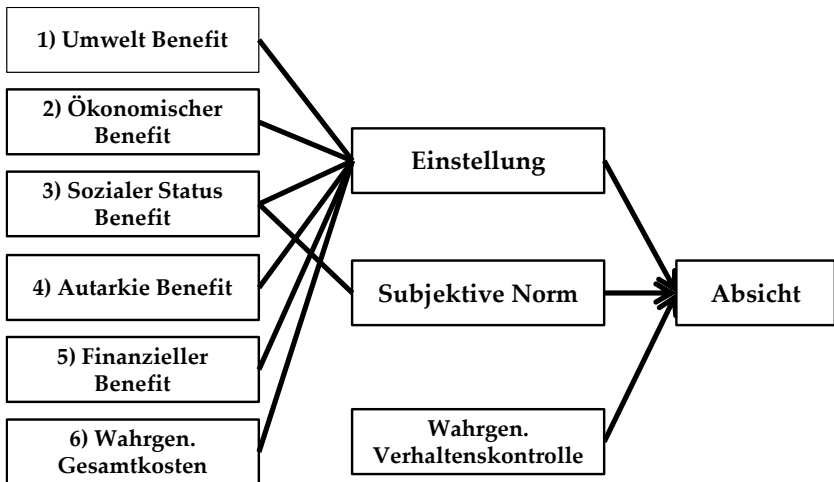 1) Umwelt Benefit
2) Ökonomischer
Benefit
3) Sozialer Status
Benefit
4) Autarkie Benefit
5) Finanzieller
Benefit
6) Wahrgen.
Gesamtkosten
Einstellung
Subjektive Norm
Wahrgen.
Verhaltenskontrolle
Absicht